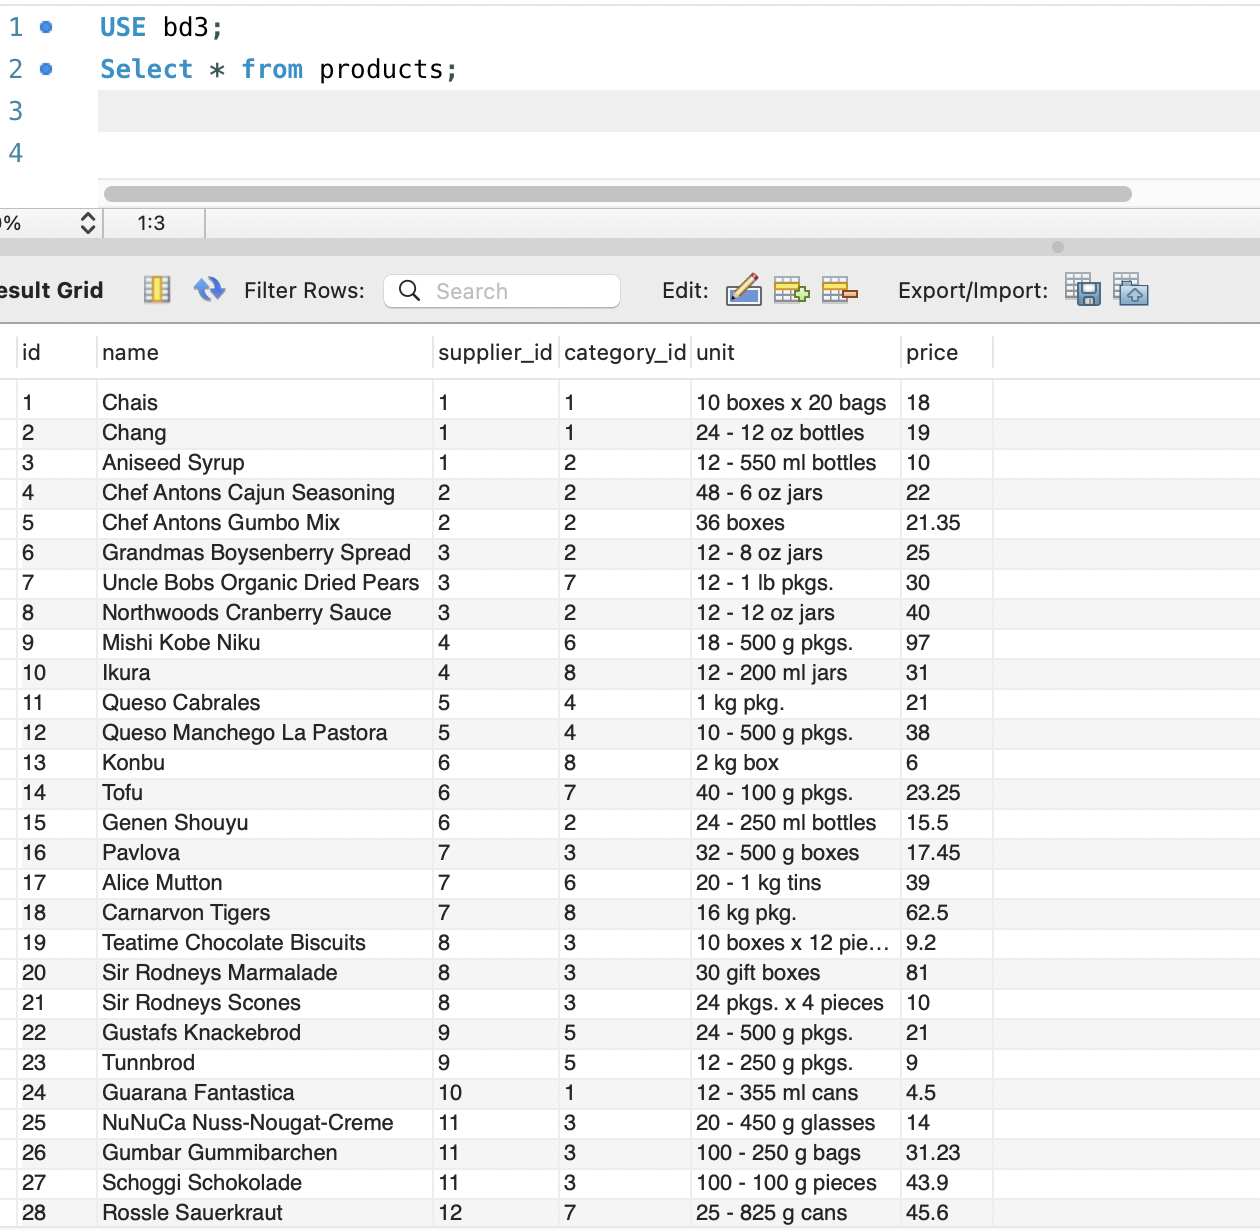 1 USE bd3;
2 Select * from products;
3
4
% 1:3
esult Grid Filter Rows: Search Edit: Export/Import:
id name supplier_id category_id unit price
1 Chais 1 1 10 boxes x 20 bags 18
2 Chang 1 1 24 - 12 oz bottles 19
3 Aniseed Syrup 1 2 12 - 550 ml bottles 10
4 Chef Antons Cajun Seasoning 2 2 48 - 6 oz jars 22
5 Chef Antons Gumbo Mix 2 2 36 boxes 21.35
6 Grandmas Boysenberry Spread 3 2 12 - 8 oz jars 25
7 Uncle Bobs Organic Dried Pears 3 7 12 - 1 lb pkgs. 30
8 Northwoods Cranberry Sauce 3 2 12 - 12 oz jars 40
9 Mishi Kobe Niku 4 6 18 - 500 g pkgs. 97
10 Ikura 4 8 12 - 200 ml jars 31
11 Queso Cabrales 5 4 1 kg pkg. 21
12 Queso Manchego La Pastora 5 4 10 - 500 g pkgs. 38
13 Konbu 6 8 2 kg box 6
14 Tofu 6 7 40 - 100 g pkgs. 23.25
15 Genen Shouyu 6 2 24 - 250 ml bottles 15.5
16 Pavlova 7 3 32 - 500 g boxes 17.45
17 Alice Mutton 7 6 20 - 1 kg tins 39
18 Carnarvon Tigers 7 8 16 kg pkg. 62.5
19 Teatime Chocolate Biscuits 8 3 10 boxes x 12 pie... 9.2
20 Sir Rodneys Marmalade 8 3 30 gift boxes 81
21 Sir Rodneys Scones 8 3 24 pkgs. x 4 pieces 10
22 Gustafs Knackebrod 9 5 24 - 500 g pkgs. 21
23 Tunnbrod 9 5 12 - 250 g pkgs. 9
24 Guarana Fantastica 10 1 12 - 355 ml cans 4.5
25 NuNuCa Nuss-Nougat-Creme 11 3 20 - 450 g glasses 14
26 Gumbar Gummibarchen 11 3 100 - 250 g bags 31.23
27 Schoggi Schokolade 11 3 100 - 100 g pieces 43.9
28 Rossle Sauerkraut 12 7 25 - 825 g cans 45.6